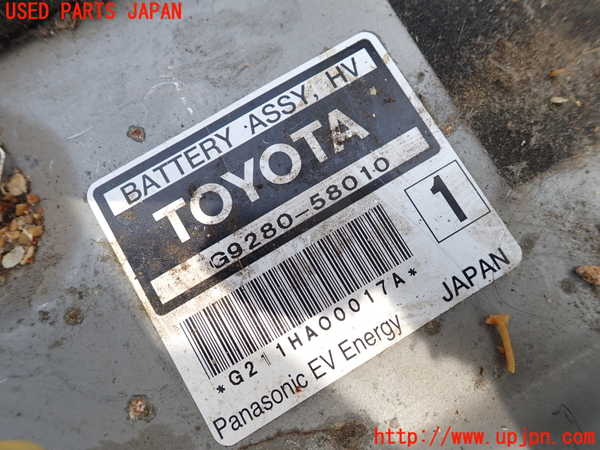 USED PARTS JAPAN
BATTERY ASSY, HV
TOYOTA
G9280-58010
1
*G211HA00017A*
Panasonic EV Energy
JAPAN
http://www.upjpn.com